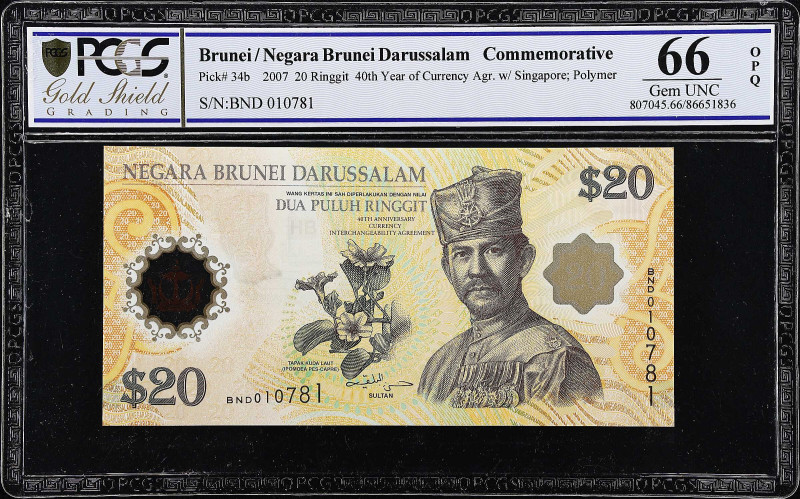 PCGS
Gold Shield
GRADING
Brunei / Negara Brunei Darussalam Commemorative
Pick# 34b 2007 20 Ringgit 40th Year of Currency Agr. w/ Singapore; Polymer
S/N:BND 010781
66
Gem UNC
807045.66/86651836
OPQ
NEGARA BRUNEI DARUSSALAM
WANG KERTAS INI SAH DIPERLAKUKAN DENGAN NILAI
DUA PULUH RINGGIT
40TH ANNIVERSARY
CURRENCY
INTERCHANGEABILITY AGREEMENT
$20
BND010781
TAPAK KUDA LAUT
(IPOMOEA PES-CAPRE)
$20
BND010781
SULTAN